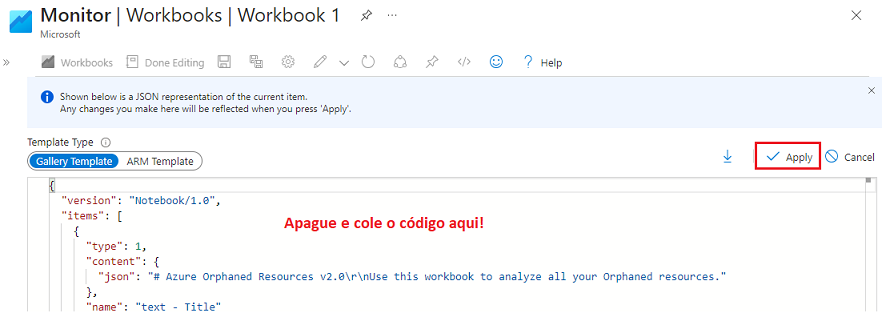 Monitor | Workbooks | Workbook 1
Microsoft
» Workbooks Done Editing </> ? Help
Shown below is a JSON representation of the current item.
Any changes you make here will be reflected when you press 'Apply'.
Template Type
Gallery Template ARM Template Apply Cancel
{
"version": "Notebook/1.0",
"items": [
Apague e cole o código aqui!
{
"type": 1,
"content": {
"json": "# Azure Orphaned Resources v2.0\r\nUse this workbook to analyze all your Orphaned resources."
},
"name": "text - Title"